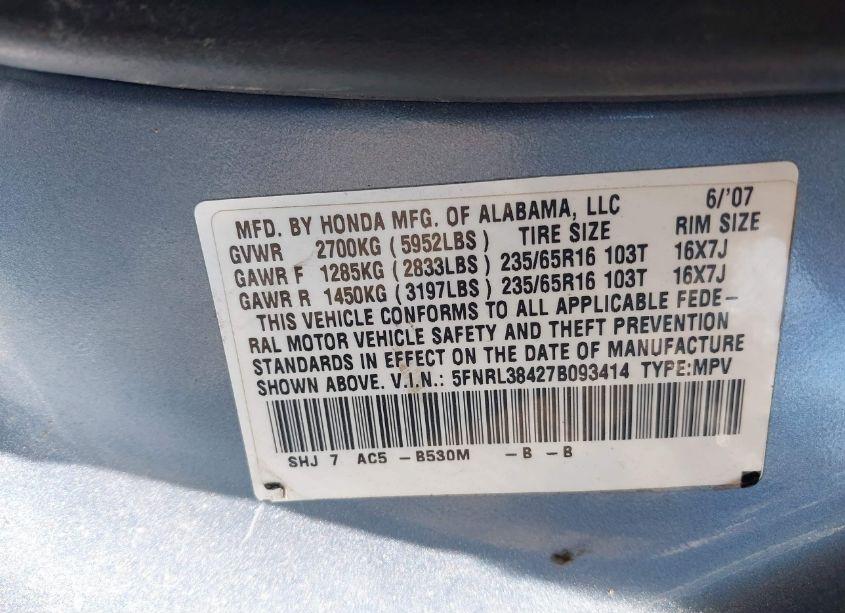 MFD. BY HONDA MFG. OF ALABAMA, LLC 6/'07
GVWR 2700KG (5952LBS) TIRE SIZE RIM SIZE
GAWR F 1285KG (2833LBS) 235/65R16 103T 16X7J
GAWR R 1450KG (3197LBS) 235/65R16 103T 16X7J
THIS VEHICLE CONFORMS TO ALL APPLICABLE FEDE-
RAL MOTOR VEHICLE SAFETY AND THEFT PREVENTION
STANDARDS IN EFFECT ON THE DATE OF MANUFACTURE
SHOWN ABOVE. V.I.N.: 5FNRL38427B093414 TYPE:MPV
SHJ 7 AC5 -B530M -B -B